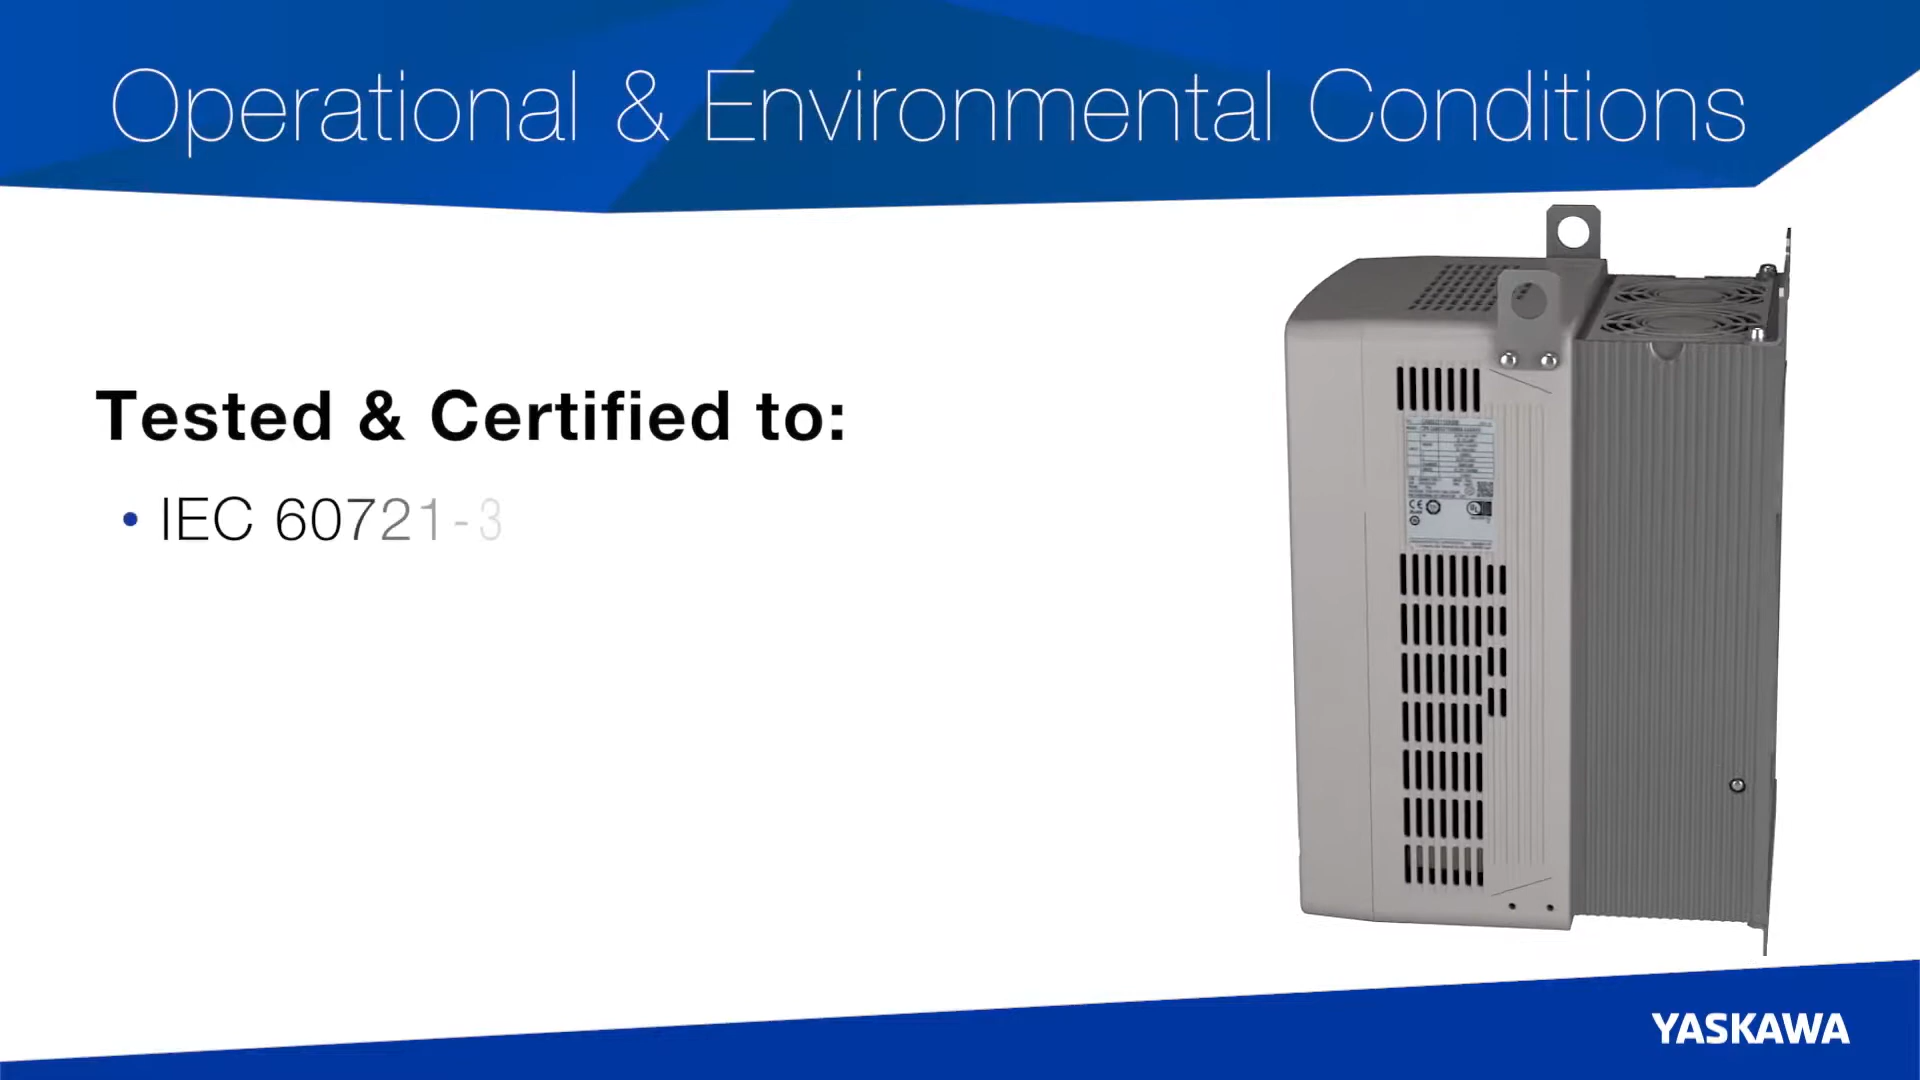 Operational & Environmental Conditions
Tested & Certified to:
• IEC 60721-3
YASKAWA